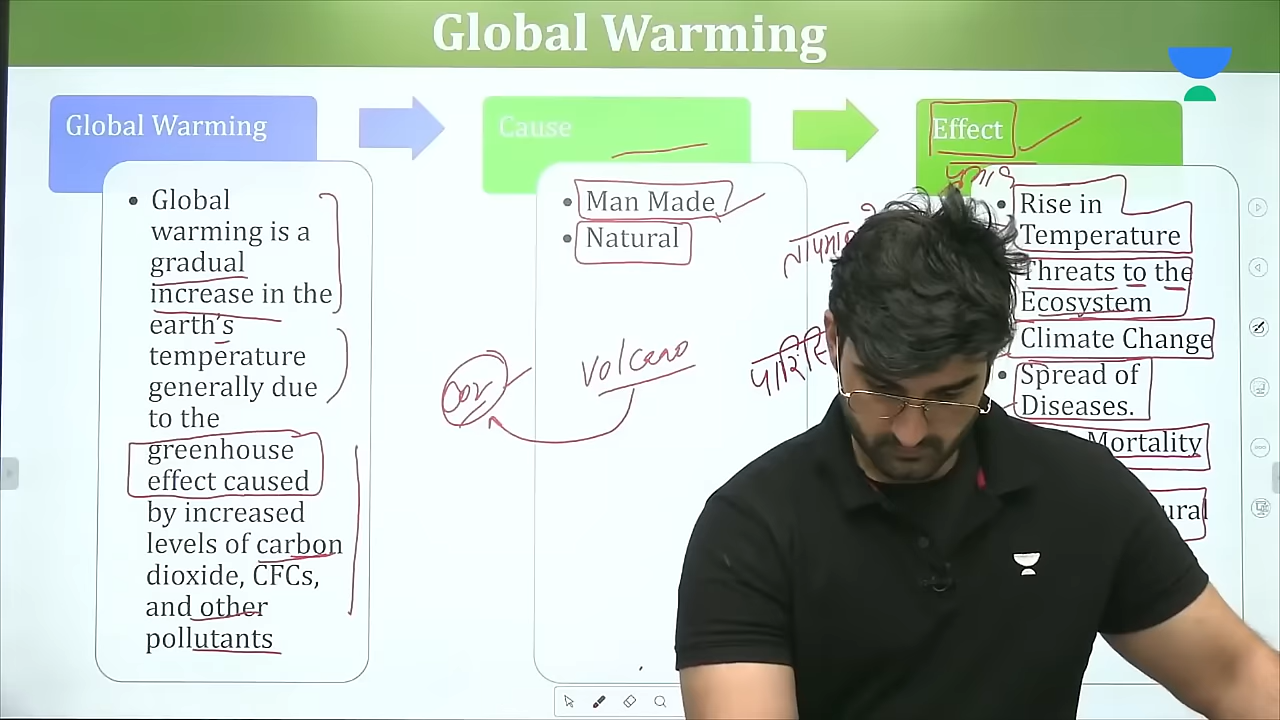 Global Warming
Global Warming
Global
warming is a
gradual
increase in the
earth's
temperature
generally due
to the
greenhouse
effect caused
by increased
levels of carbon
dioxide, CFCs,
and other
pollutants
Cause
Man Made
Natural
volcano
Effect
Rise in
Temperature
Threats to the
Ecosystem
Climate Change
Spread of
Diseases.
Mortality